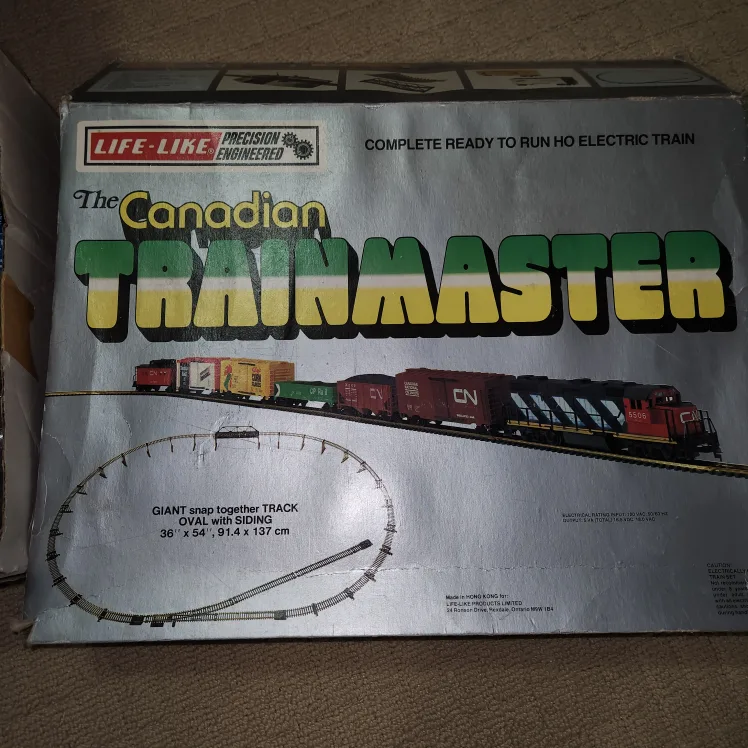 LIFE-LIKE® PRECISION ENGINEERED
COMPLETE READY TO RUN HO ELECTRIC TRAIN
The Canadian
TRAINMASTER
CN
CN
5506
CN
GIANT snap together TRACK
OVAL with SIDING
36" x 54", 91.4 x 137 cm
Made in HONG KONG for:
LIFE-LIKE PRODUCTS LIMITED
CAUTION